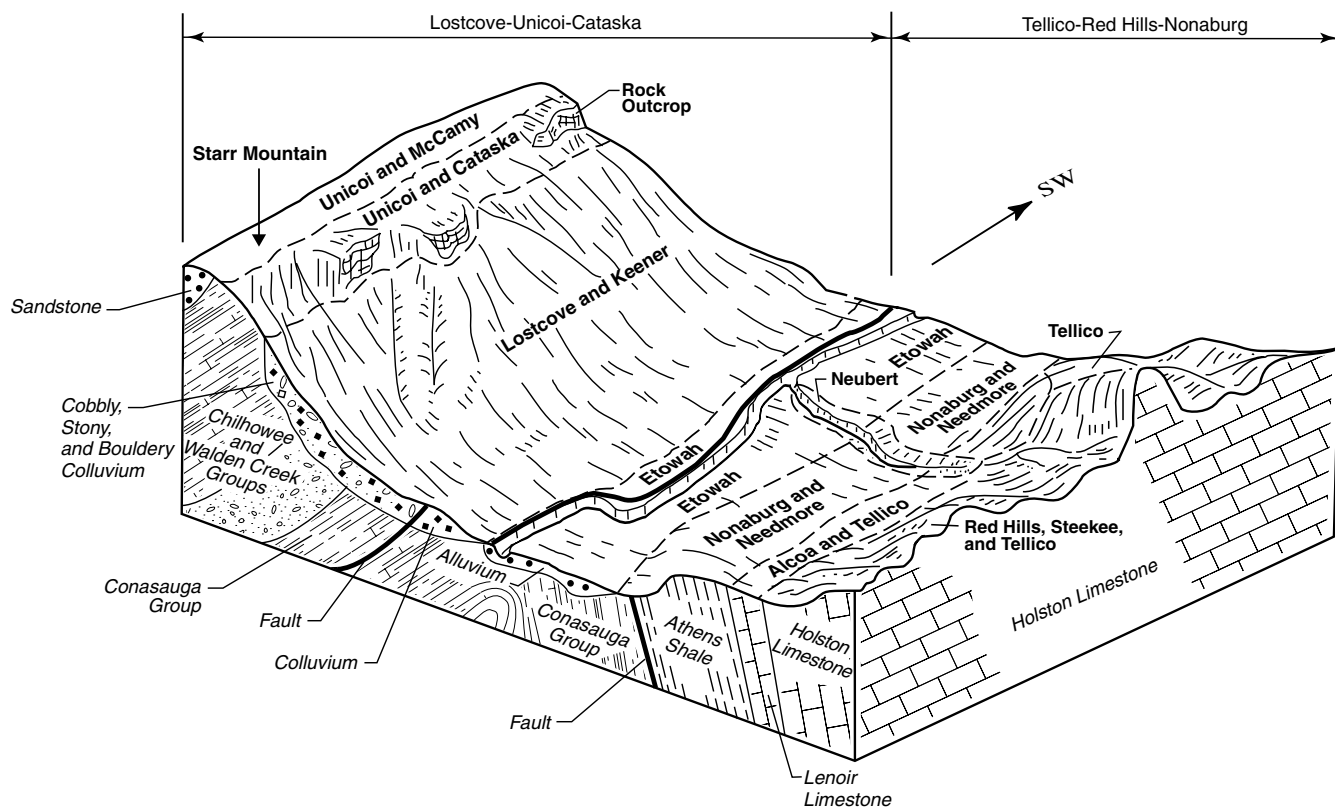 Lostcove-Unicoi-Cataska
Tellico-Red Hills-Nonaburg
Rock
Outcrop
Starr Mountain
Unicoi and McCamy
Unicoi and Cataska
SW
Sandstone
Lostcove and Keener
Tellico
Etowah
Neubert
Nonaburg and
Needmore
Cobbly,
Stony,
and Bouldery
Colluvium
Chilhowee
and
Walden Creek
Groups
Etowah
Etowah
Nonaburg and
Needmore
Alcoa and Tellico
Red Hills, Steekee,
and Tellico
Alluvium
Conasauga
Group
Fault
Colluvium
Conasauga
Group
Athens
Shale
Holston
Limestone
Holston Limestone
Fault
Lenoir
Limestone